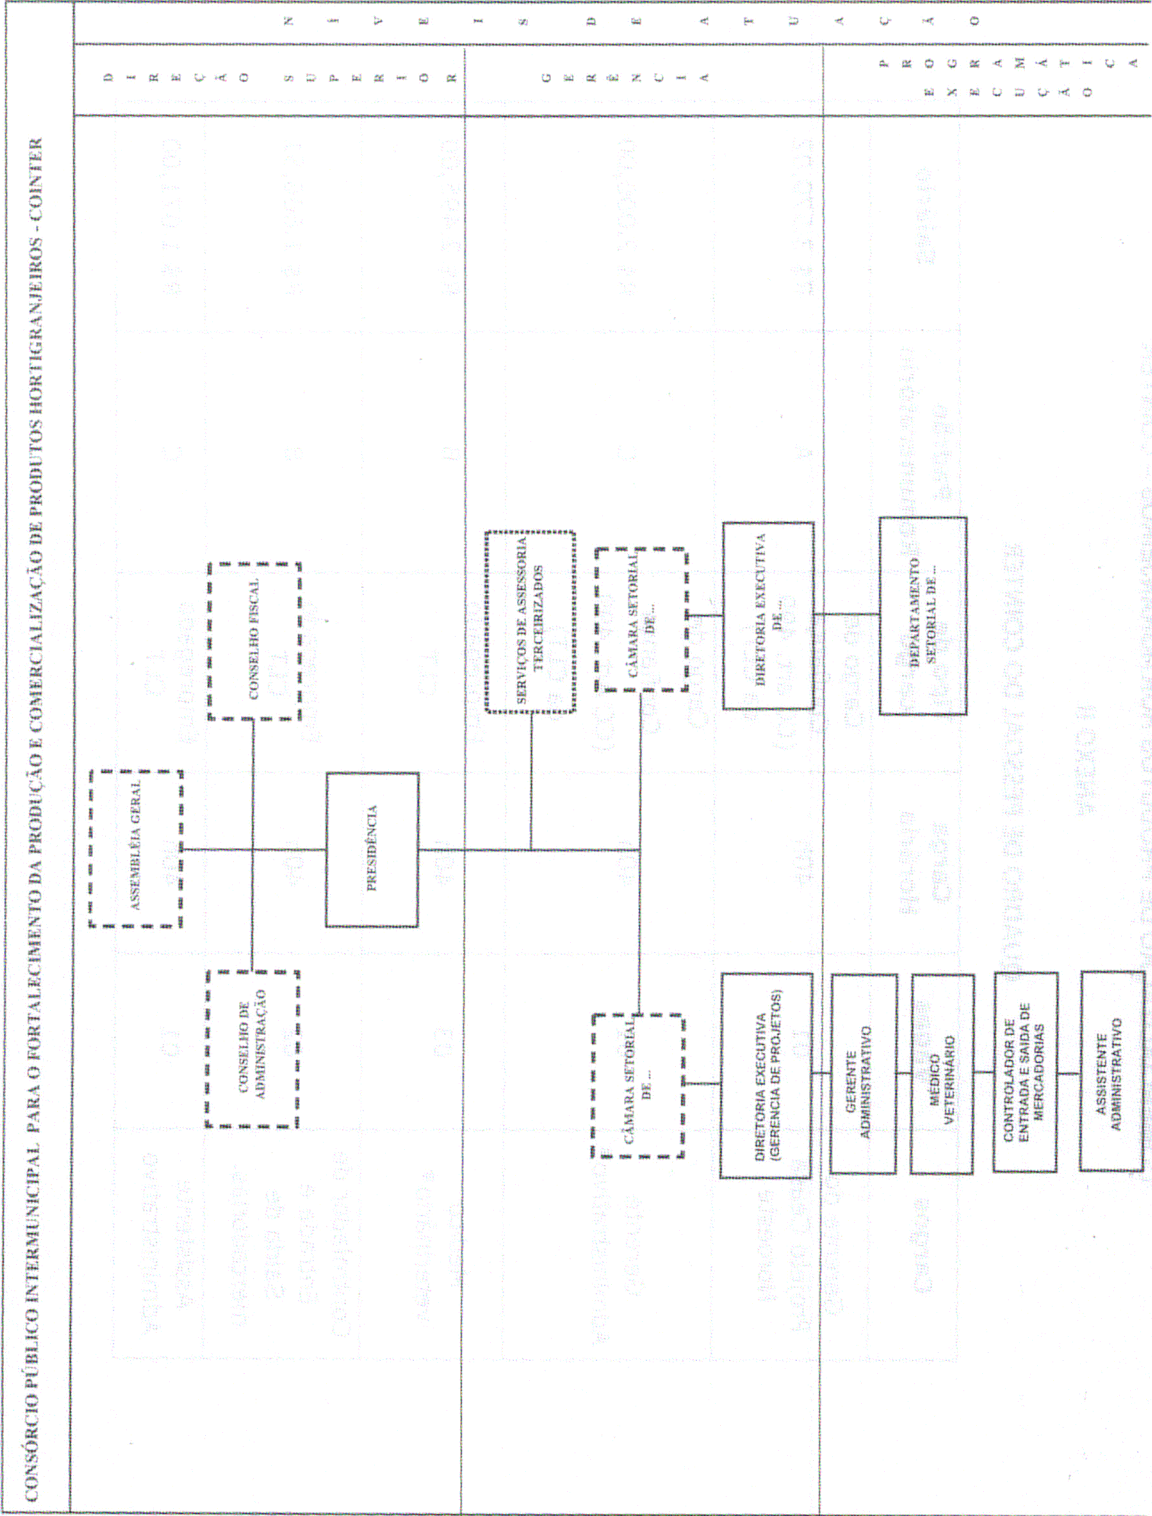 CONSÓRCIO PÚBLICO INTERMUNICIPAL PARA O FORTALECIMENTO DA PRODUÇÃO E COMERCIALIZAÇÃO DE PRODUTOS HORTIGRANJEIROS - COINTER
NÍVEIS DE ATUAÇÃO
DIREÇÃO SUPERIOR
ASSEMBLÉIA GERAL
CONSELHO DE
ADMINISTRAÇÃO
CONSELHO FISCAL
PRESIDÊNCIA
GERÊNCIA
SERVIÇOS DE ASSESSORIA
TERCEIRIZADOS
CÂMARA SETORIAL
DE ...
CÂMARA SETORIAL
DE ...
DIRETORIA EXECUTIVA
(GERENCIA DE PROJETOS)
DIRETORIA EXECUTIVA
DE ...
EXECUÇÃO
PROGRAMÁTICA
GERENTE
ADMINISTRATIVO
DEPARTAMENTO
SETORIAL DE ...
MÉDICO
VETERINÁRIO
CONTROLADOR DE
ENTRADA E SAIDA DE
MERCADORIAS
ASSISTENTE
ADMINISTRATIVO